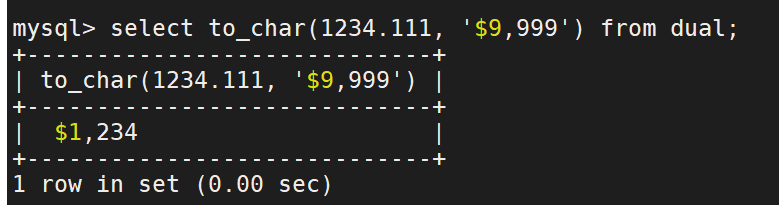 mysql> select to_char(1234.111, '$9,999') from dual;
+-----------------------------+
| to_char(1234.111, '$9,999') |
+-----------------------------+
|  $1,234                     |
+-----------------------------+
1 row in set (0.00 sec)